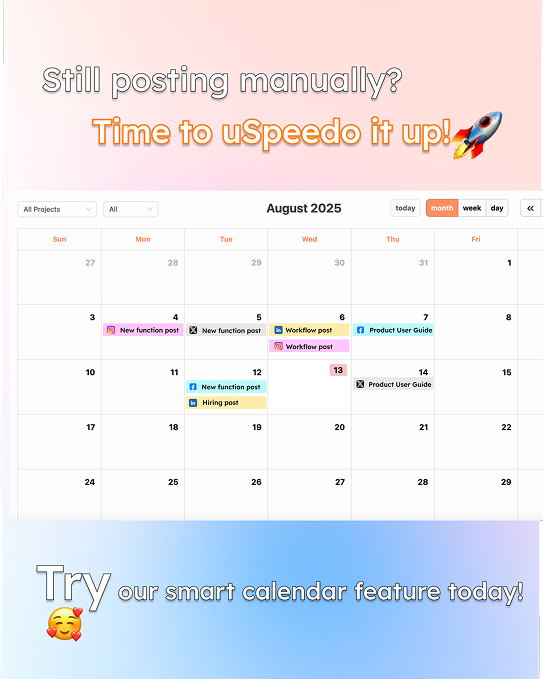 Still posting manually?
Time to uSpeedo it up!🚀
All Projects All August 2025 today month week day «
Sun Mon Tue Wed Thu Fri
27 28 29 30 31 1
3 4 5 6 7 8
New function post New function post Workflow post Product User Guide
Workflow post
10 11 12 13 14 15
New function post Product User Guide
Hiring post
17 18 19 20 21 22
24 25 26 27 28 29
Try our smart calendar feature today!
🥰